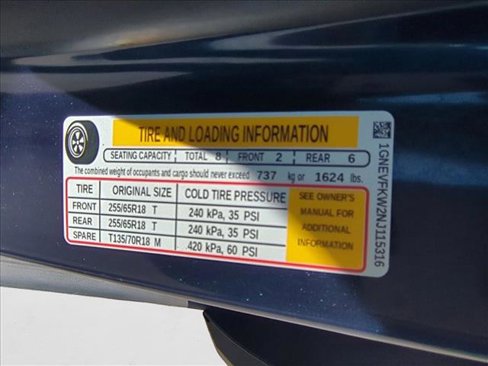 TIRE AND LOADING INFORMATION
SEATING CAPACITY TOTAL 8 FRONT 2 REAR 6
The combined weight of occupants and cargo should never exceed 737 kg or 1624 lbs.
TIRE ORIGINAL SIZE COLD TIRE PRESSURE
FRONT 255/65R18 T 240 kPa, 35 PSI
REAR 255/65R18 T 240 kPa, 35 PSI
SPARE T135/70R18 M 420 kPa, 60 PSI
SEE OWNER'S
MANUAL FOR
ADDITIONAL
INFORMATION
1GNEVFKW2NJ115316